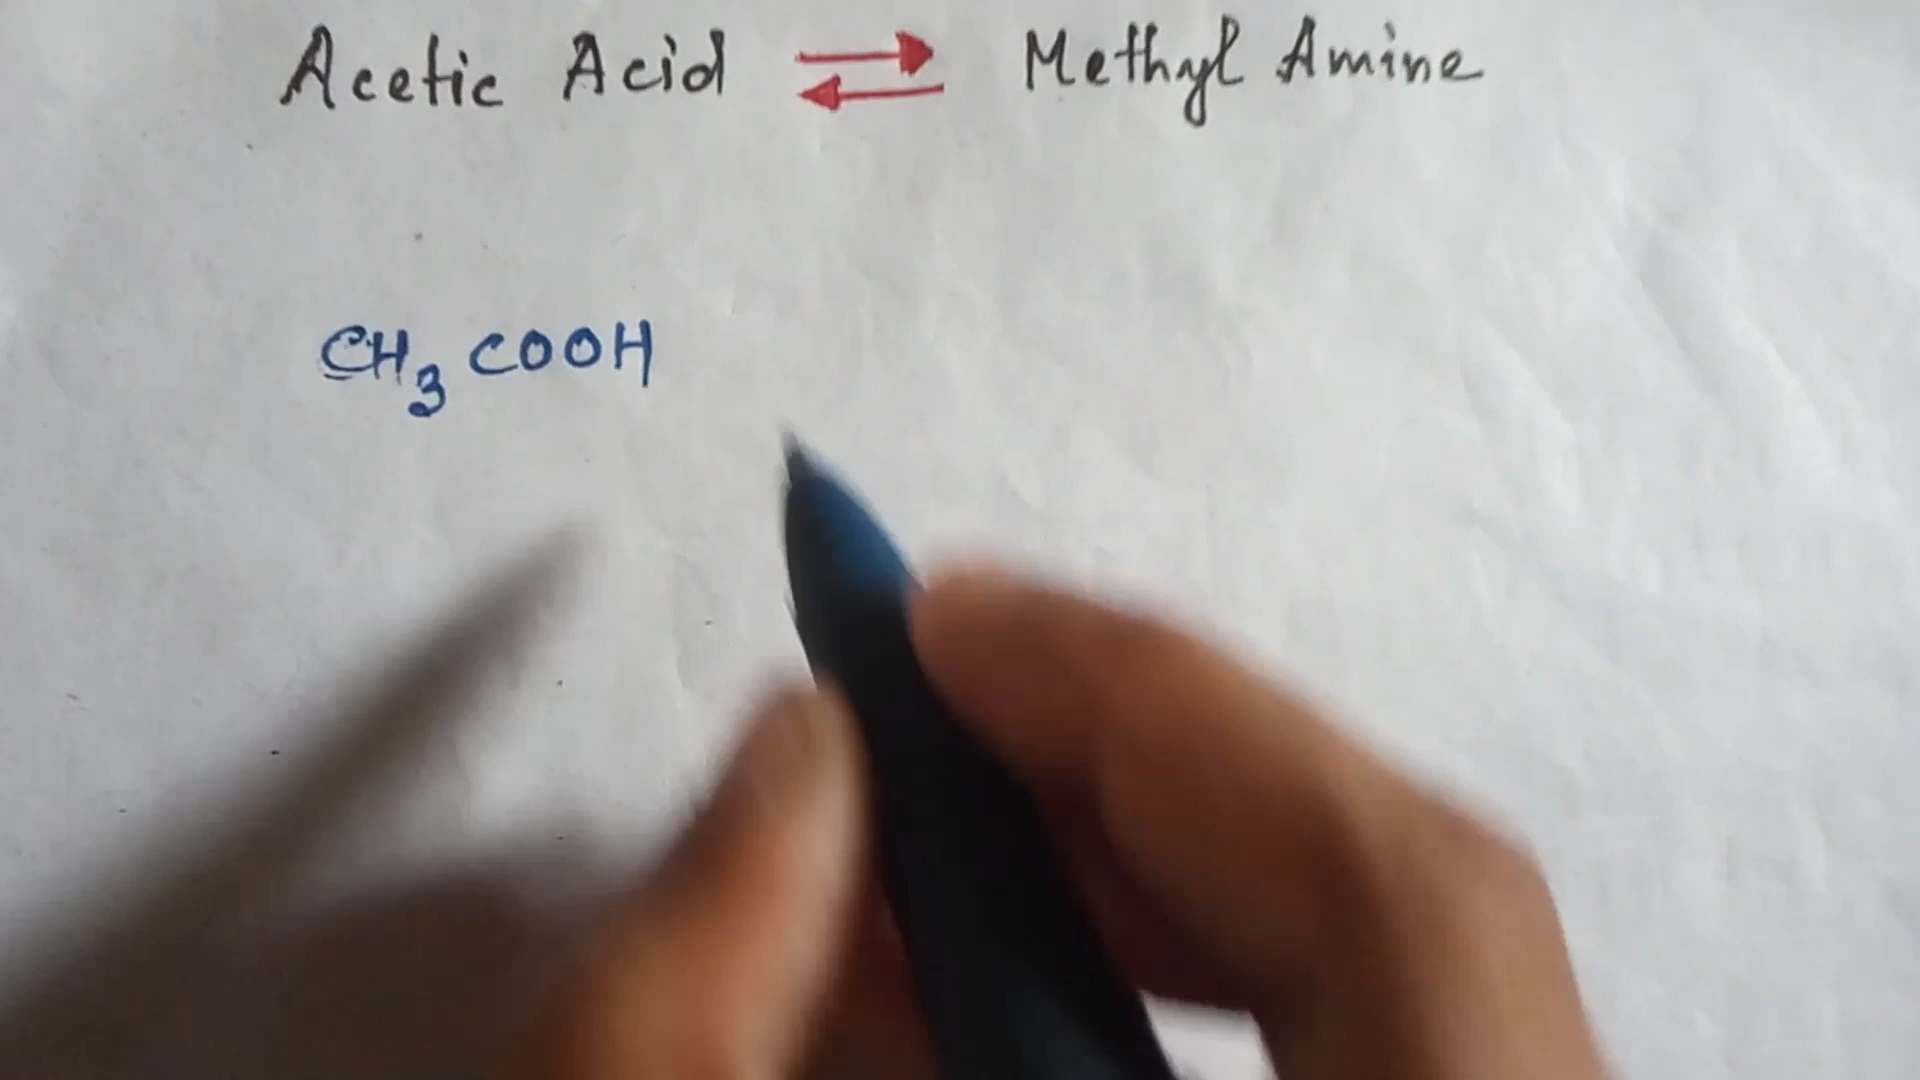 Acetic Acid ⇌ Methyl Amine
CH₃COOH